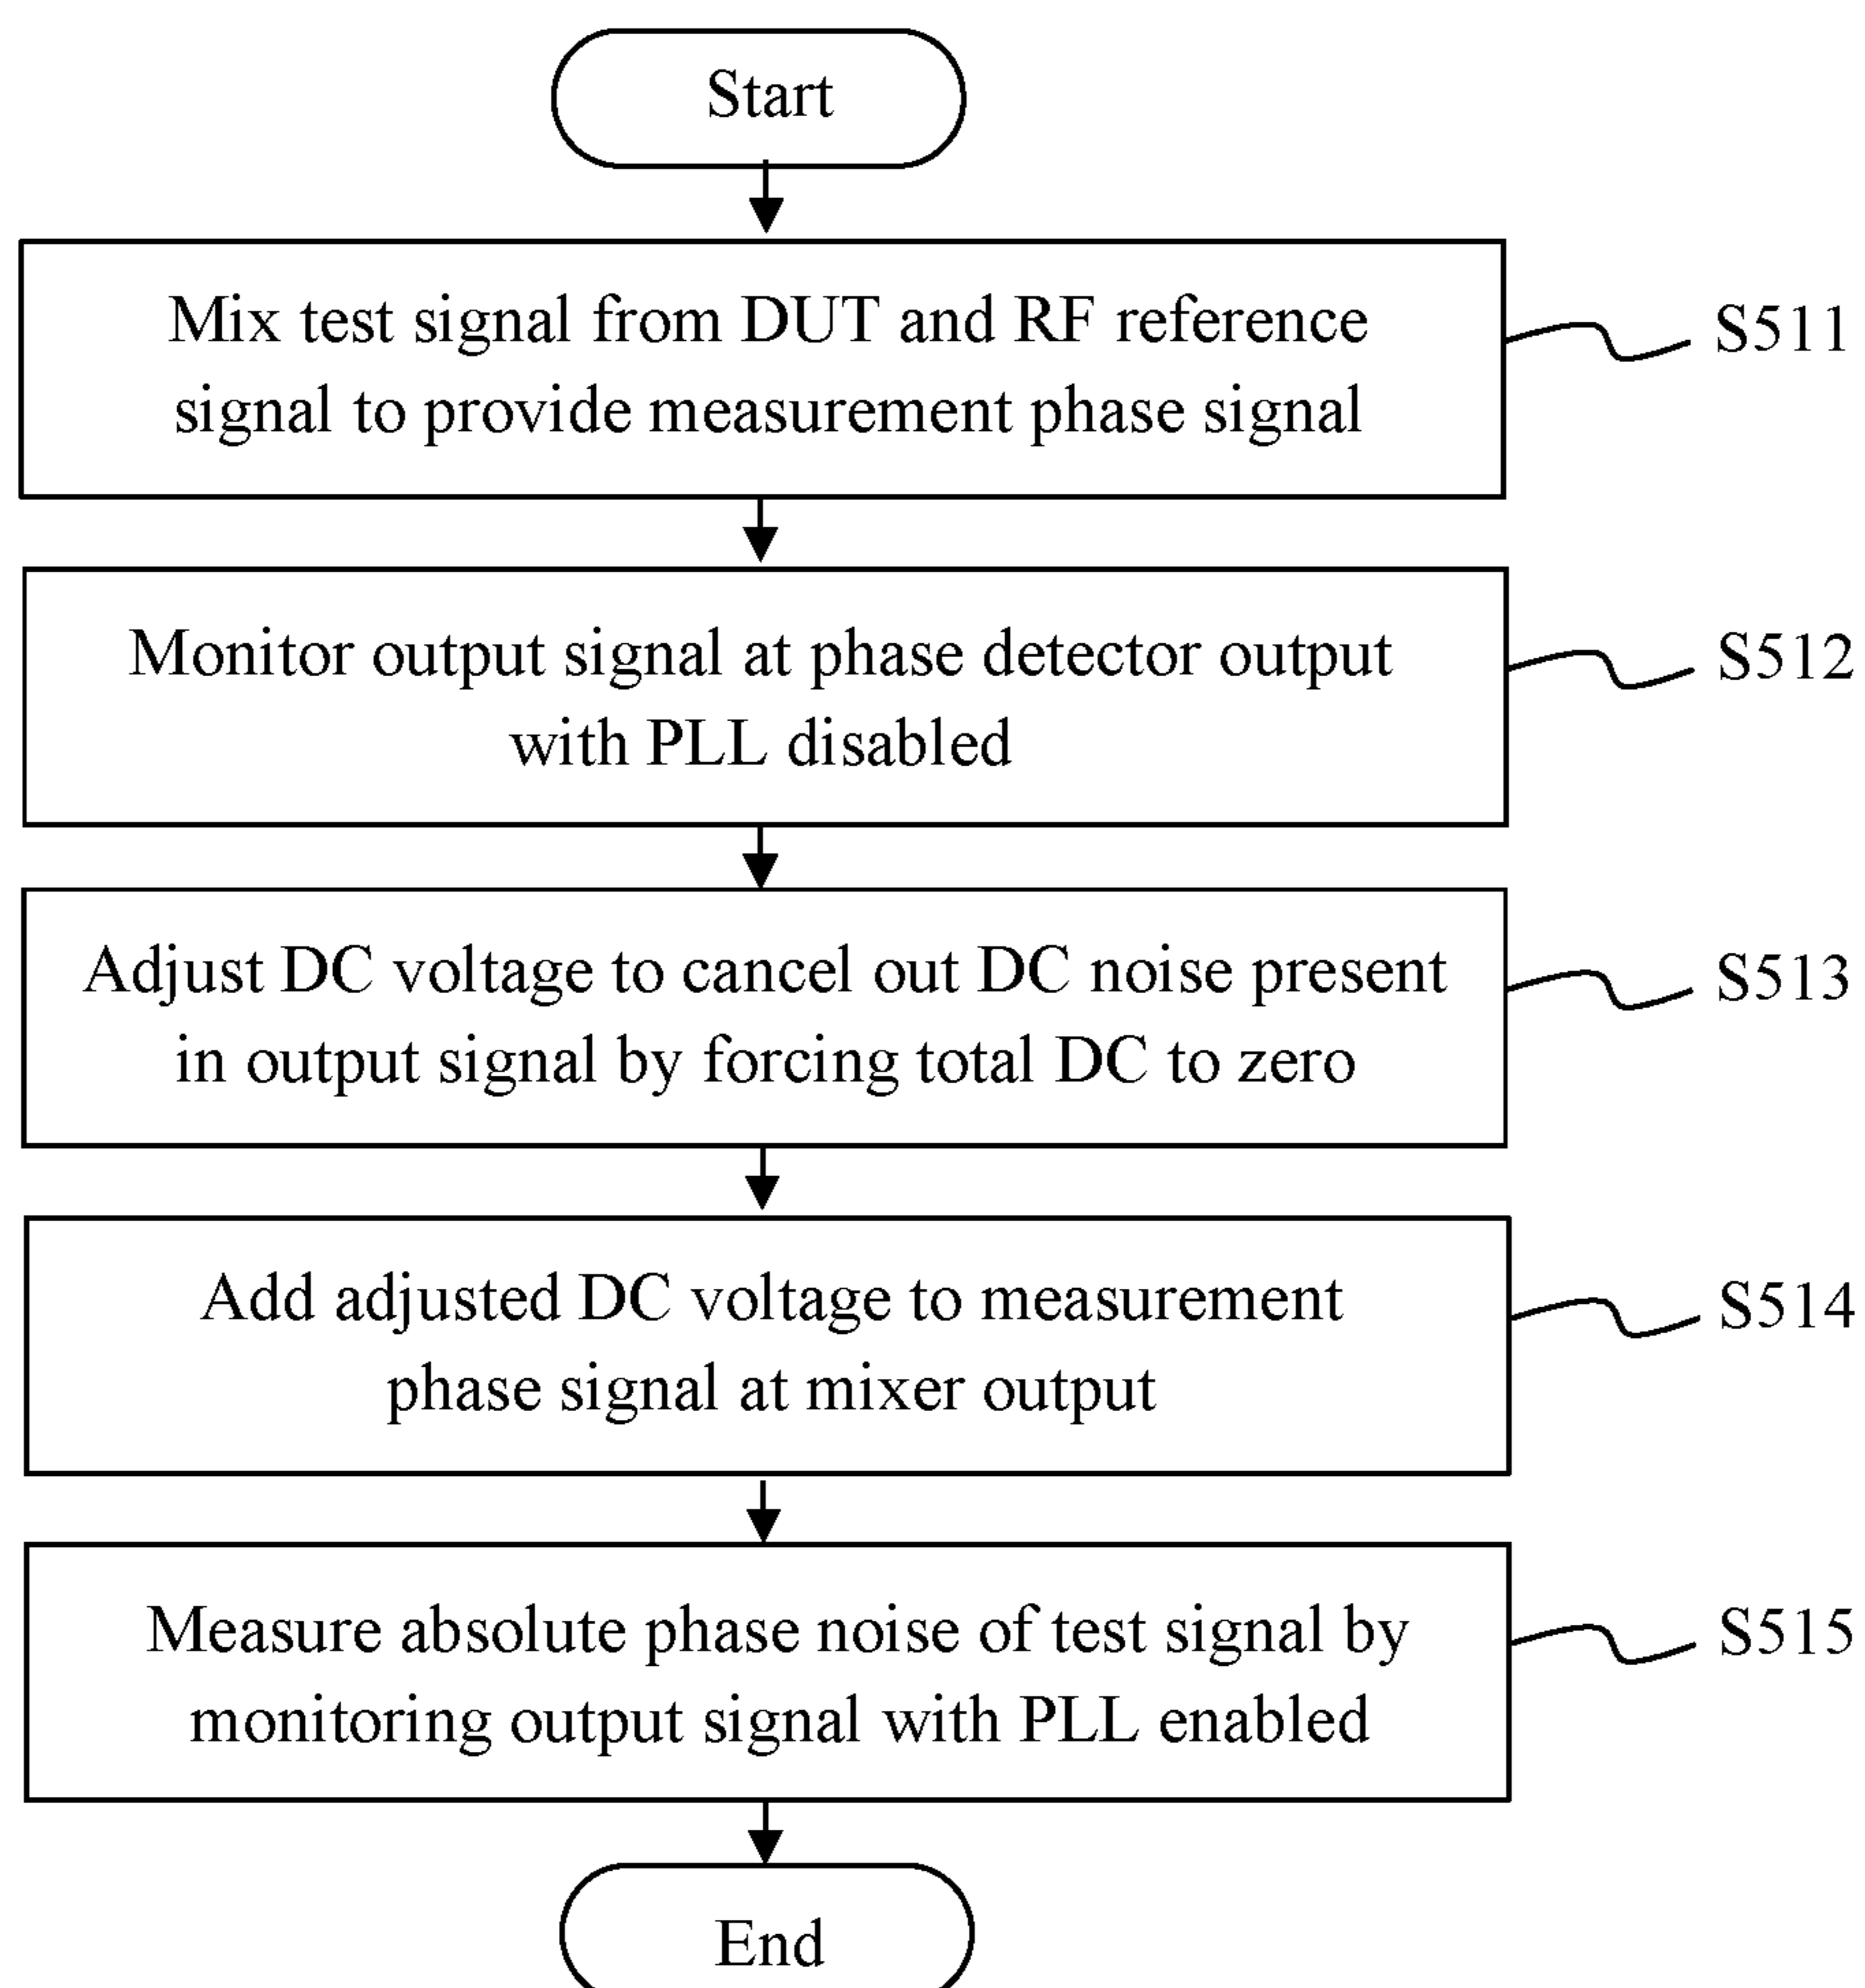 Start
Mix test signal from DUT and RF reference
signal to provide measurement phase signal
S511
Monitor output signal at phase detector output
with PLL disabled
S512
Adjust DC voltage to cancel out DC noise present
in output signal by forcing total DC to zero
S513
Add adjusted DC voltage to measurement
phase signal at mixer output
S514
Measure absolute phase noise of test signal by
monitoring output signal with PLL enabled
S515
End